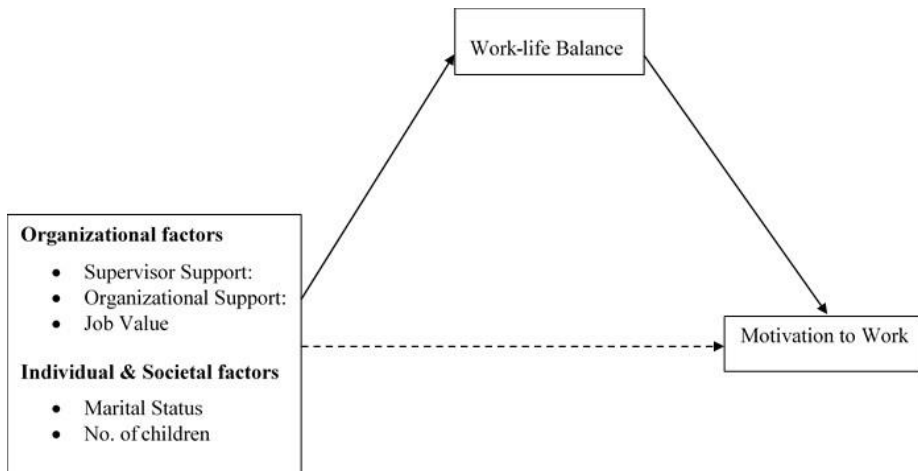 Work-life Balance
Organizational factors
• Supervisor Support:
• Organizational Support:
• Job Value
Motivation to Work
Individual & Societal factors
• Marital Status
• No. of children